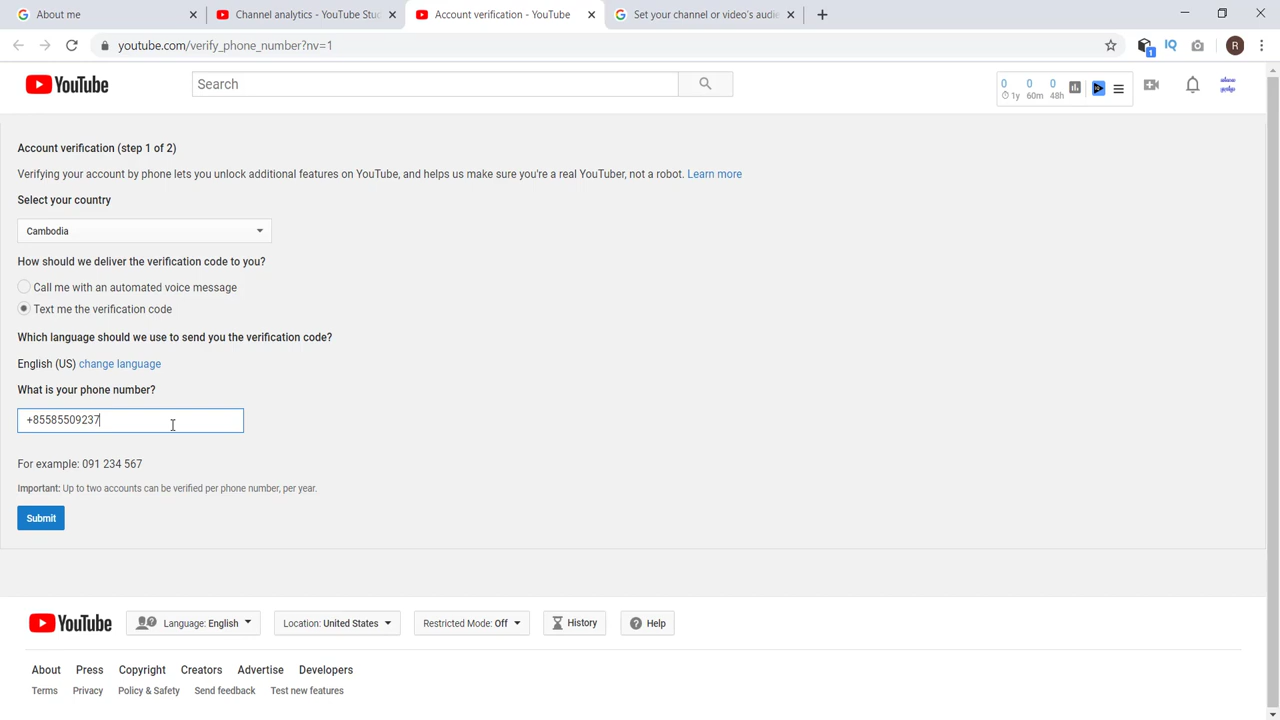 About me
Channel analytics - YouTube Stud
Account verification - YouTube
Set your channel or video's audie
youtube.com/verify_phone_number?nv=1
1
IQ
R
YouTube
Search
0 0 0
1y 60m 48h
Account verification (step 1 of 2)
Verifying your account by phone lets you unlock additional features on YouTube, and helps us make sure you're a real YouTuber, not a robot. Learn more
Select your country
Cambodia
How should we deliver the verification code to you?
Call me with an automated voice message
Text me the verification code
Which language should we use to send you the verification code?
English (US) change language
What is your phone number?
+85585509237
For example: 091 234 567
Important: Up to two accounts can be verified per phone number, per year.
Submit
YouTube
Language: English
Location: United States
Restricted Mode: Off
History
Help
About Press Copyright Creators Advertise Developers
Terms Privacy Policy & Safety Send feedback Test new features